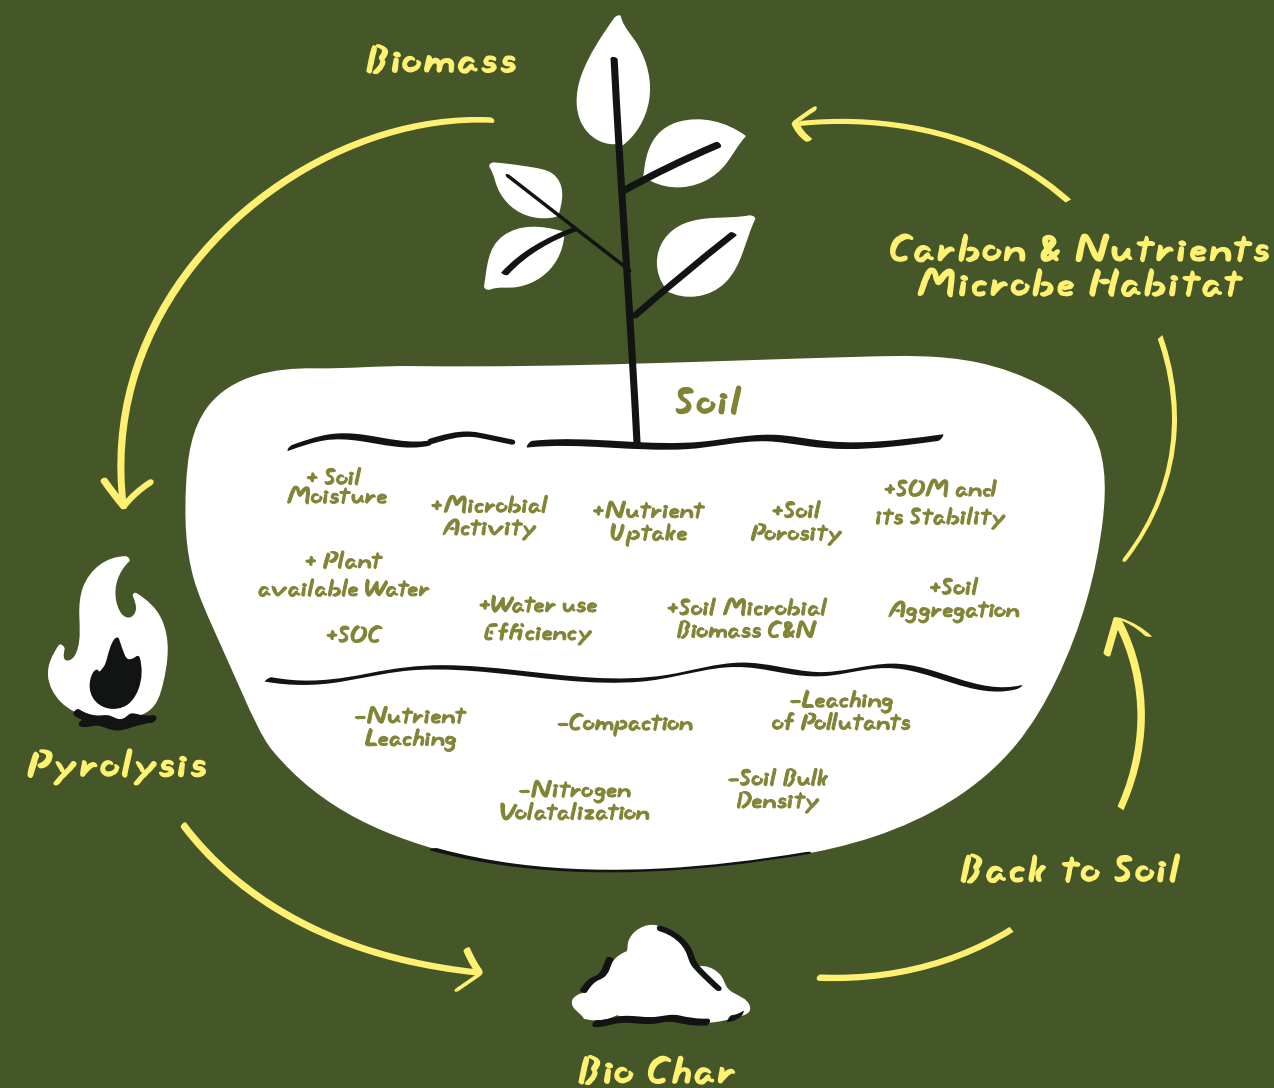 Biomass
Carbon & Nutrients
Microbe Habitat
Soil
+ Soil
Moisture
+Microbial
Activity
+Nutrient
Uptake
+Soil
Porosity
+SOM and
its Stability
+ Plant
available Water
+SOC
+Water use
Efficiency
+Soil Microbial
Biomass C&N
+Soil
Aggregation
-Nutrient
Leaching
-Compaction
-Leaching
of Pollutants
-Nitrogen
Volatalization
-Soil Bulk
Density
Pyrolysis
Back to Soil
Bio Char